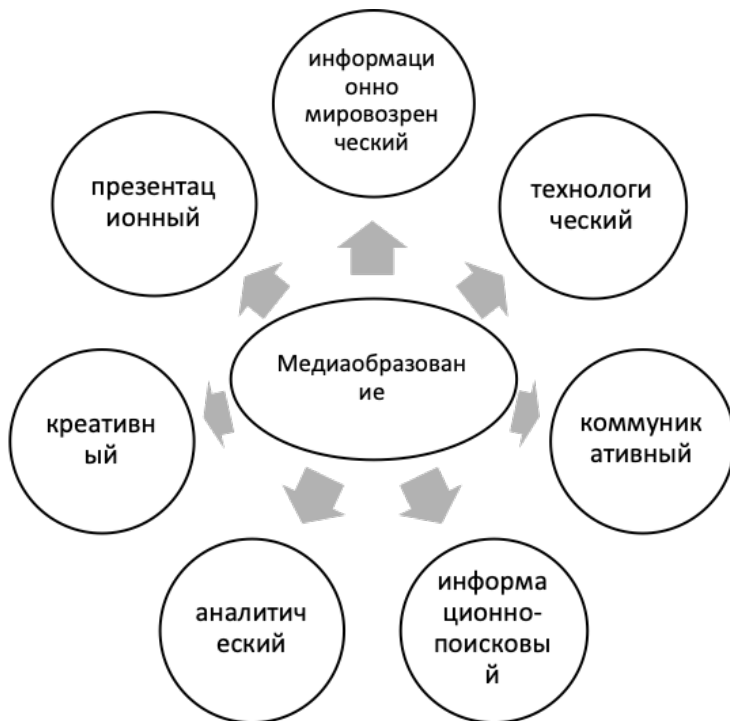 информаци
онно
мировозрен
ческий
технологи
ческий
коммуник
ативный
информа
ционно-
поисковы
й
аналитич
еский
креативн
ый
презентац
ионный
Медиаобразован
ие